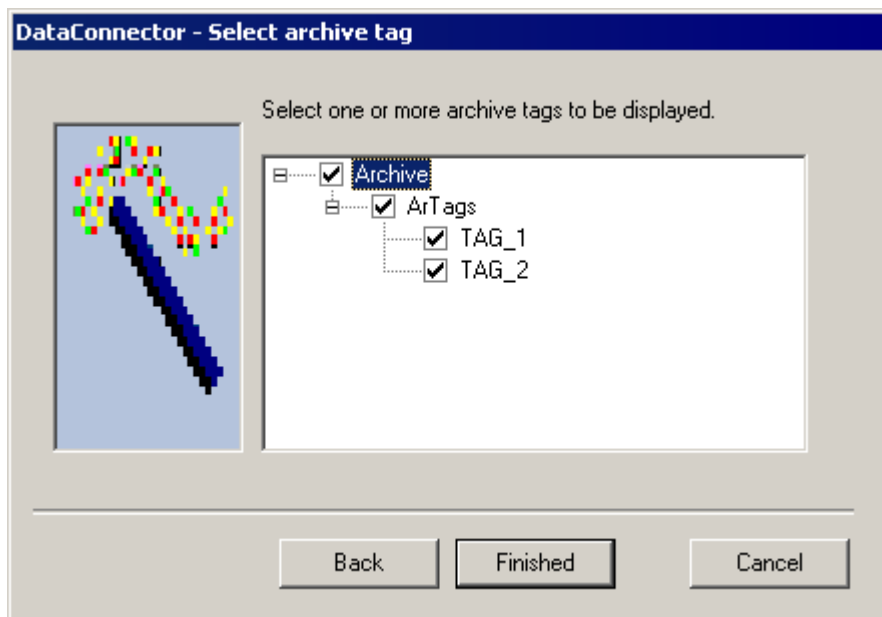 DataConnector - Select archive tag
Select one or more archive tags to be displayed.
Archive
ArTags
TAG_1
TAG_2
Back Finished Cancel